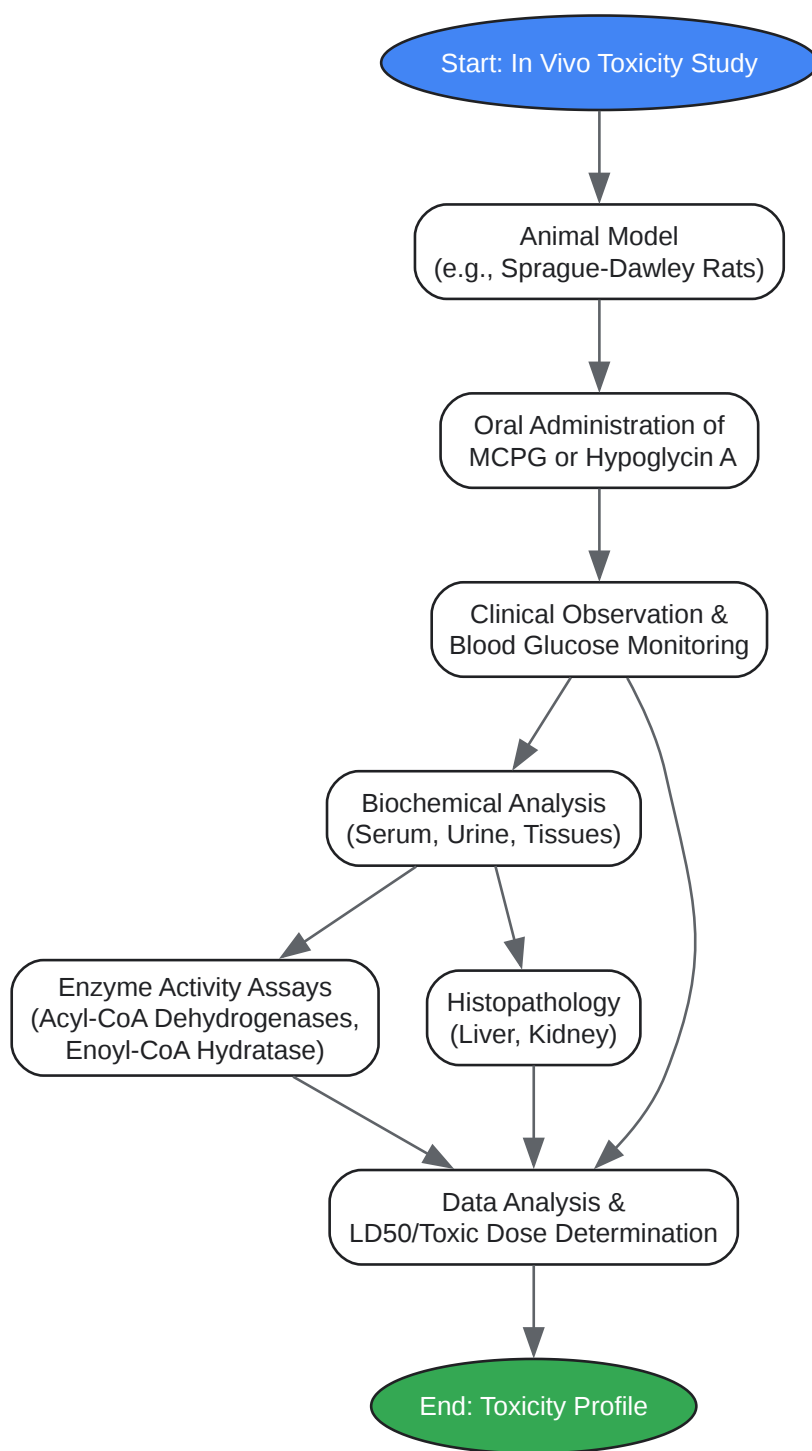 Start: In Vivo Toxicity Study
Animal Model
(e.g., Sprague-Dawley Rats)
Oral Administration of
MCPG or Hypoglycin A
Clinical Observation &
Blood Glucose Monitoring
Biochemical Analysis
(Serum, Urine, Tissues)
Enzyme Activity Assays
(Acyl-CoA Dehydrogenases,
Enoyl-CoA Hydratase)
Histopathology
(Liver, Kidney)
Data Analysis &
LD50/Toxic Dose Determination
End: Toxicity Profile